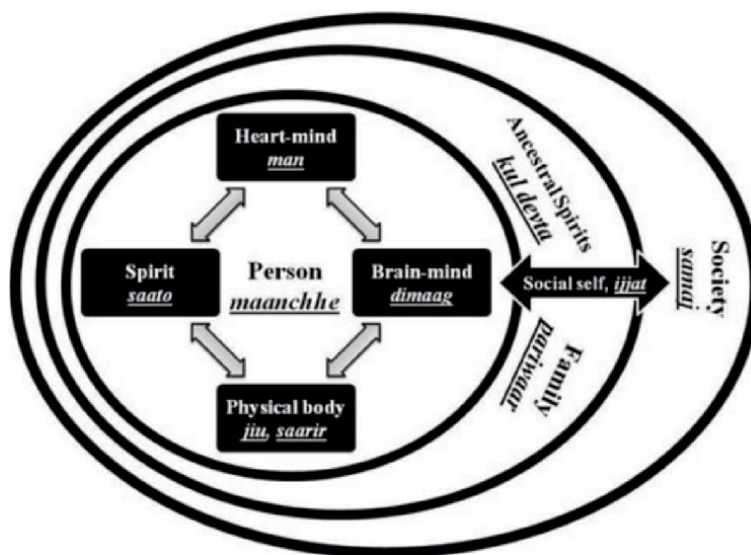 Heart-mind
man
Spirit
saato
Person
maanchhe
Brain-mind
dimaag
Physical body
jiu, saarir
Ancestral Spirits
kul devta
Social self, ijjat
Family
pariwaar
Society
samaj